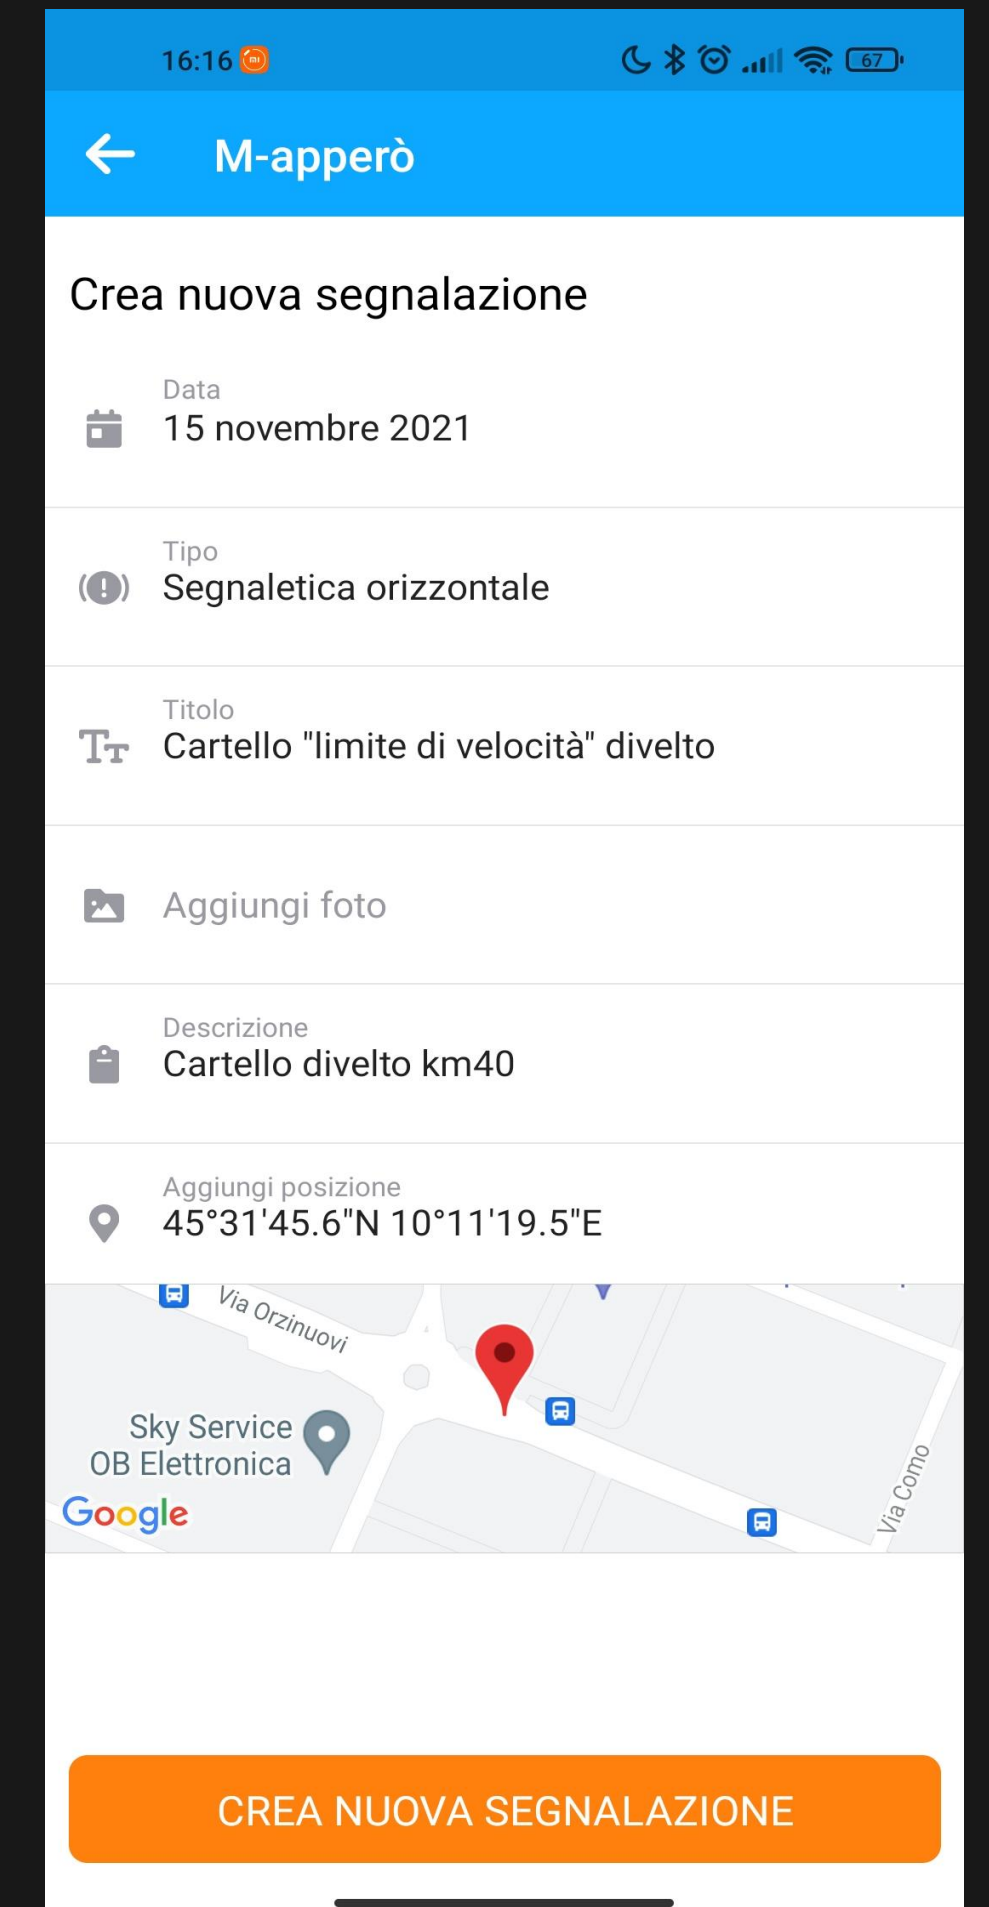 16:16
67
M-apperò
Crea nuova segnalazione
Data
15 novembre 2021
Tipo
Segnaletica orizzontale
Titolo
Cartello "limite di velocità" divelto
Aggiungi foto
Descrizione
Cartello divelto km40
Aggiungi posizione
45°31'45.6"N 10°11'19.5"E
Via Orzinuovi
Sky Service
OB Elettronica
Via Como
Google
CREA NUOVA SEGNALAZIONE